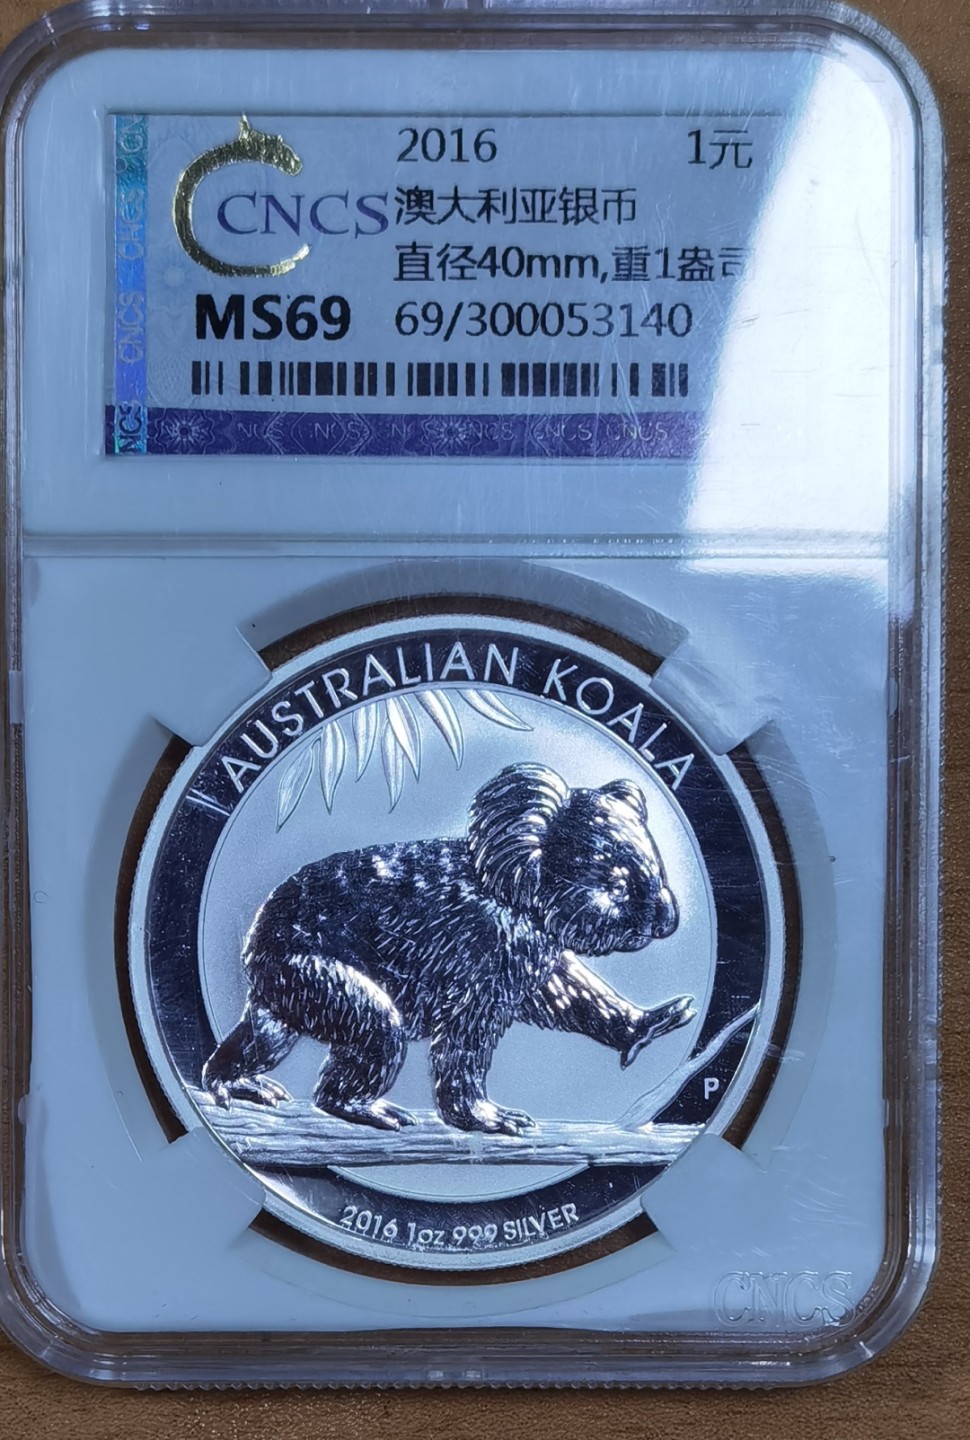 2016 1元
CNCS 澳大利亚银币
直径40mm,重1盎司
MS69 69/300053140
AUSTRALIAN KOALA
P
2016 1oz 999 SILVER
CNCS